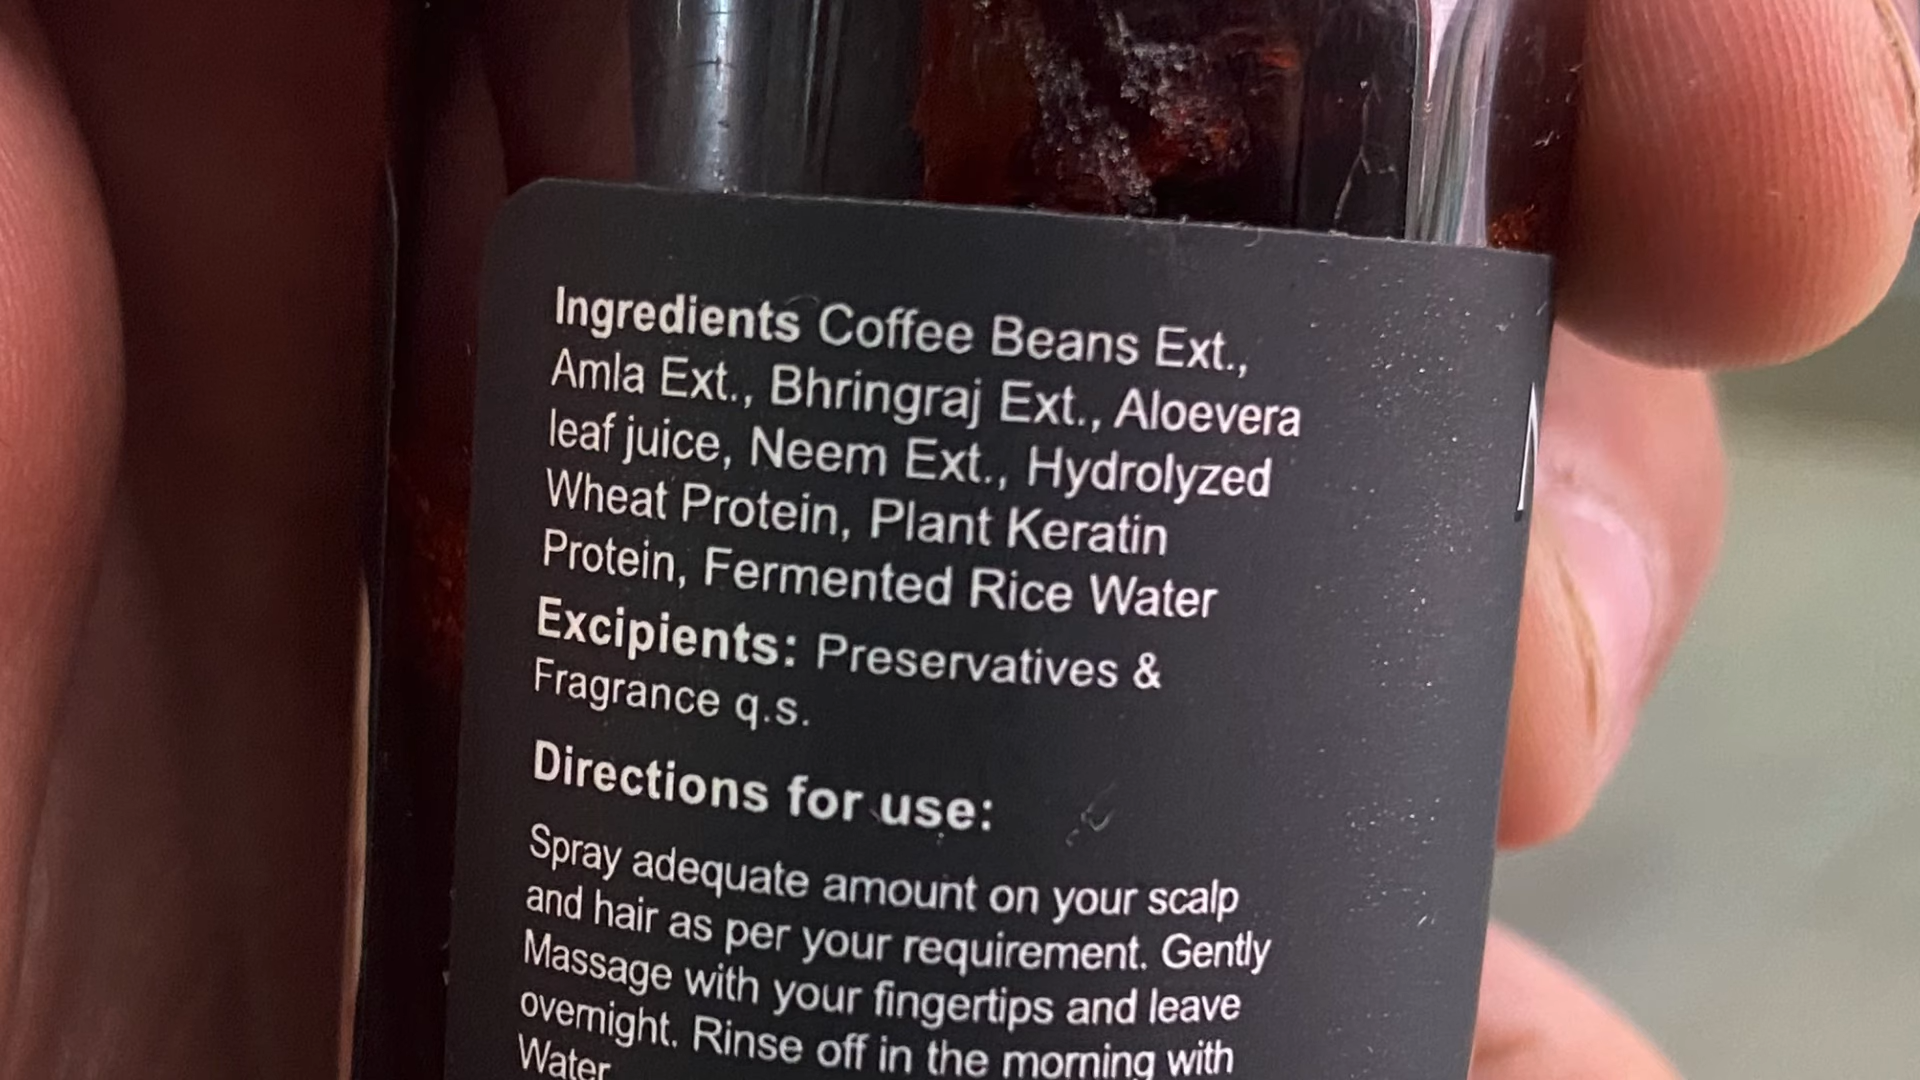 Ingredients Coffee Beans Ext.,
Amla Ext., Bhringraj Ext., Aloevera
leaf juice, Neem Ext., Hydrolyzed
Wheat Protein, Plant Keratin
Protein, Fermented Rice Water
Excipients: Preservatives &
Fragrance q.s.
Directions for use:
Spray adequate amount on your scalp
and hair as per your requirement. Gently
Massage with your fingertips and leave
overnight. Rinse off in the morning with
Water